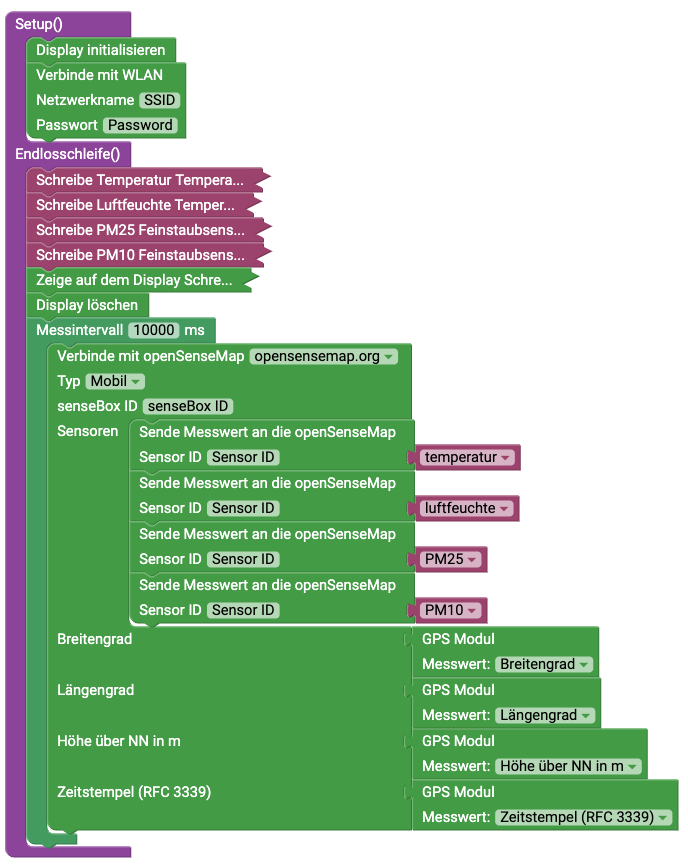 Setup()
Display initialisieren
Verbinde mit WLAN
Netzwerkname SSID
Passwort Password
Endlosschleife()
Schreibe Temperatur Tempera...
Schreibe Luftfeuchte Temper...
Schreibe PM25 Feinstaubsens...
Schreibe PM10 Feinstaubsens...
Zeige auf dem Display Schre...
Display löschen
Messintervall 10000 ms
Verbinde mit openSenseMap opensensemap.org
Typ Mobil
senseBox ID senseBox ID
Sensoren Sende Messwert an die openSenseMap
Sensor ID Sensor ID temperatur
Sende Messwert an die openSenseMap
Sensor ID Sensor ID luftfeuchte
Sende Messwert an die openSenseMap
Sensor ID Sensor ID PM25
Sende Messwert an die openSenseMap
Sensor ID Sensor ID PM10
Breitengrad GPS Modul
Messwert: Breitengrad
Längengrad GPS Modul
Messwert: Längengrad
Höhe über NN in m GPS Modul
Messwert: Höhe über NN in m
Zeitstempel (RFC 3339) GPS Modul
Messwert: Zeitstempel (RFC 3339)